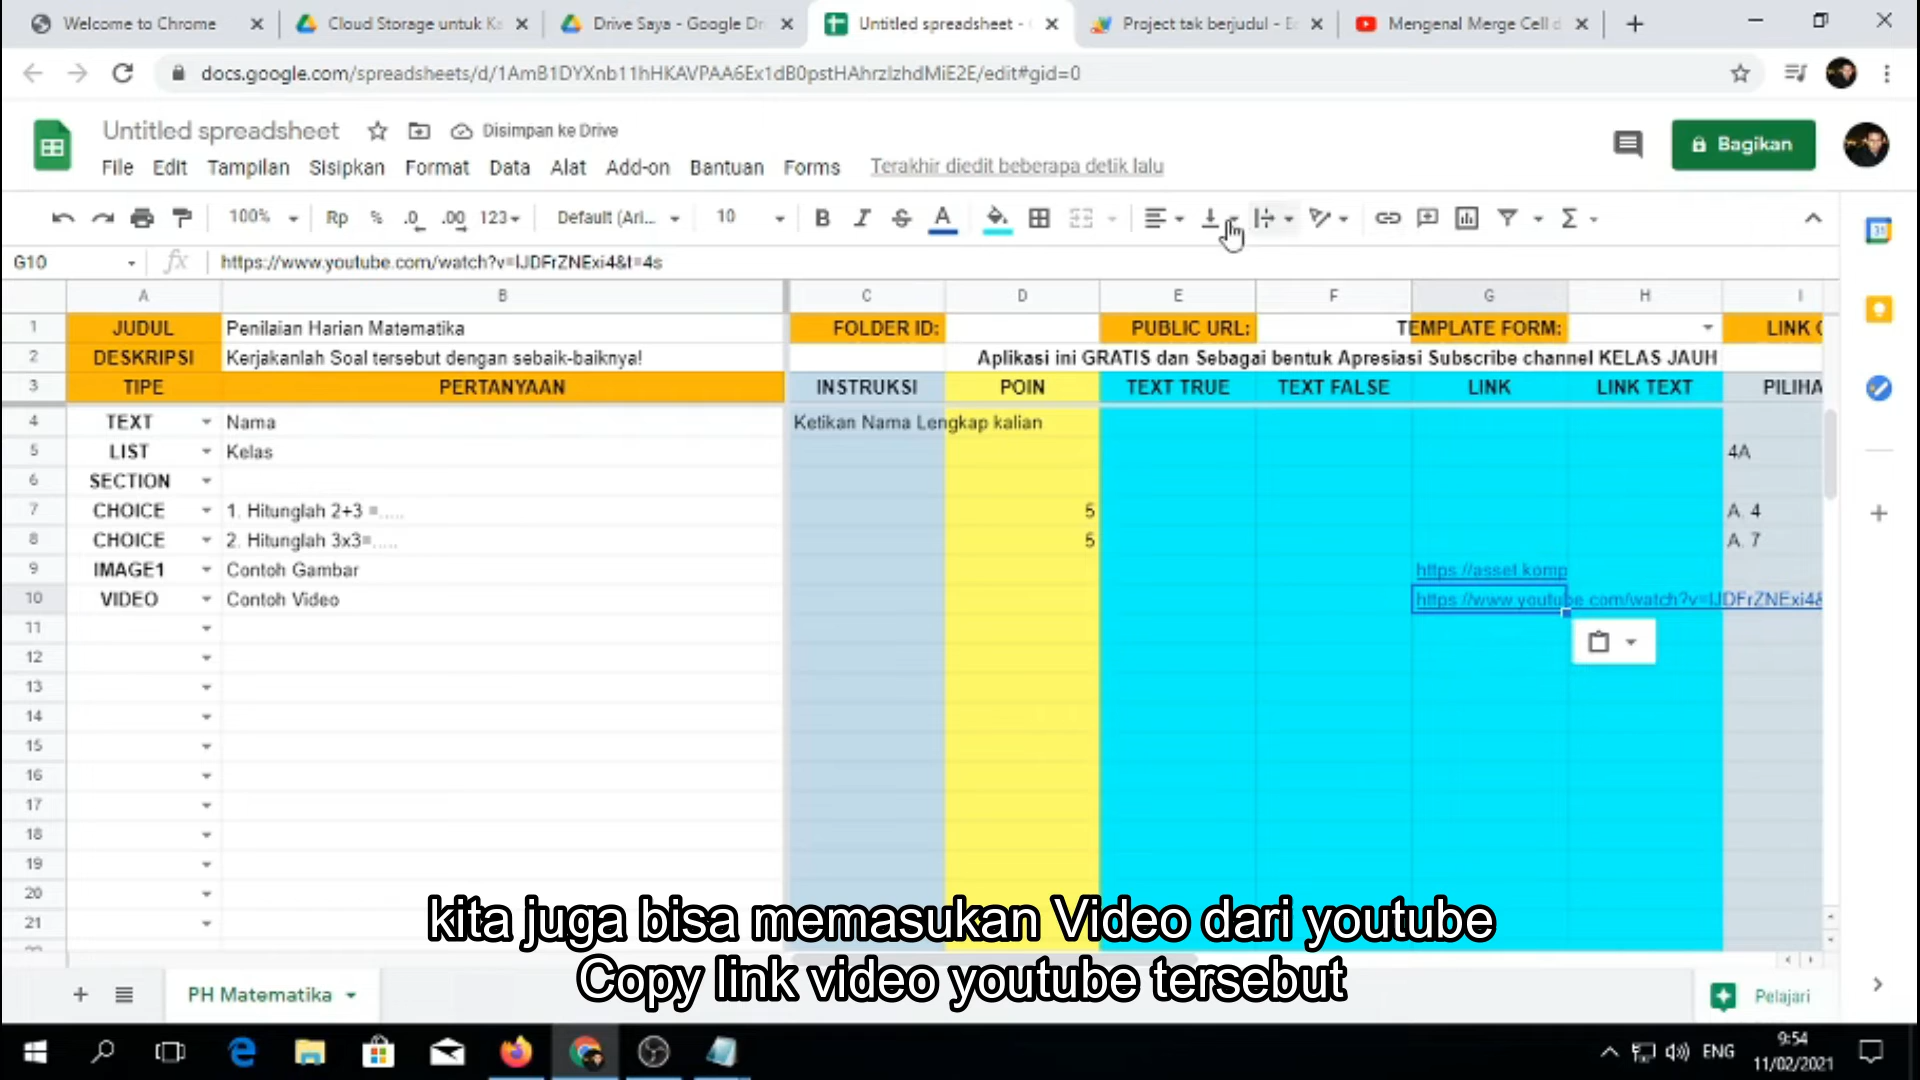 Welcome to Chrome
Cloud Storage untuk Ka
Drive Saya - Google Dr
Untitled spreadsheet -
Project tak berjudul - E
Mengenal Merge Cell d
docs.google.com/spreadsheets/d/1AmB1DYXnb11hHKAVPAA6Ex1dB0pstHAhrzIzhdMiE2E/edit#gid=0
Untitled spreadsheet
Disimpan ke Drive
File Edit Tampilan Sisipkan Format Data Alat Add-on Bantuan Forms Terakhir diedit beberapa detik lalu
Bagikan
100% Rp % .0 .00 123 Default (Ari... 10 B I S A
31
G10 fx https://www.youtube.com/watch?v=lJDFrZNExi4&t=4s
A B C D E F G H I
1 JUDUL Penilaian Harian Matematika FOLDER ID: PUBLIC URL: TEMPLATE FORM: LINK
2 DESKRIPSI Kerjakanlah Soal tersebut dengan sebaik-baiknya! Aplikasi ini GRATIS dan Sebagai bentuk Apresiasi Subscribe channel KELAS JAUH
3 TIPE PERTANYAAN INSTRUKSI POIN TEXT TRUE TEXT FALSE LINK LINK TEXT PILIHA
4 TEXT Nama Ketikan Nama Lengkap kalian
5 LIST Kelas 4A
6 SECTION
7 CHOICE 1. Hitunglah 2+3 =..... 5 A. 4
8 CHOICE 2. Hitunglah 3x3=..... 5 A. 7
9 IMAGE1 Contoh Gambar https://asset.komp
10 VIDEO Contoh Video https://www.youtube.com/watch?v=lJDFrZNExi4&
11
12
13
14
15
16
17
18
19
20
21
kita juga bisa memasukan Video dari youtube
Copy link video youtube tersebut
PH Matematika
Pelajari
ENG
9:54
11/02/2021